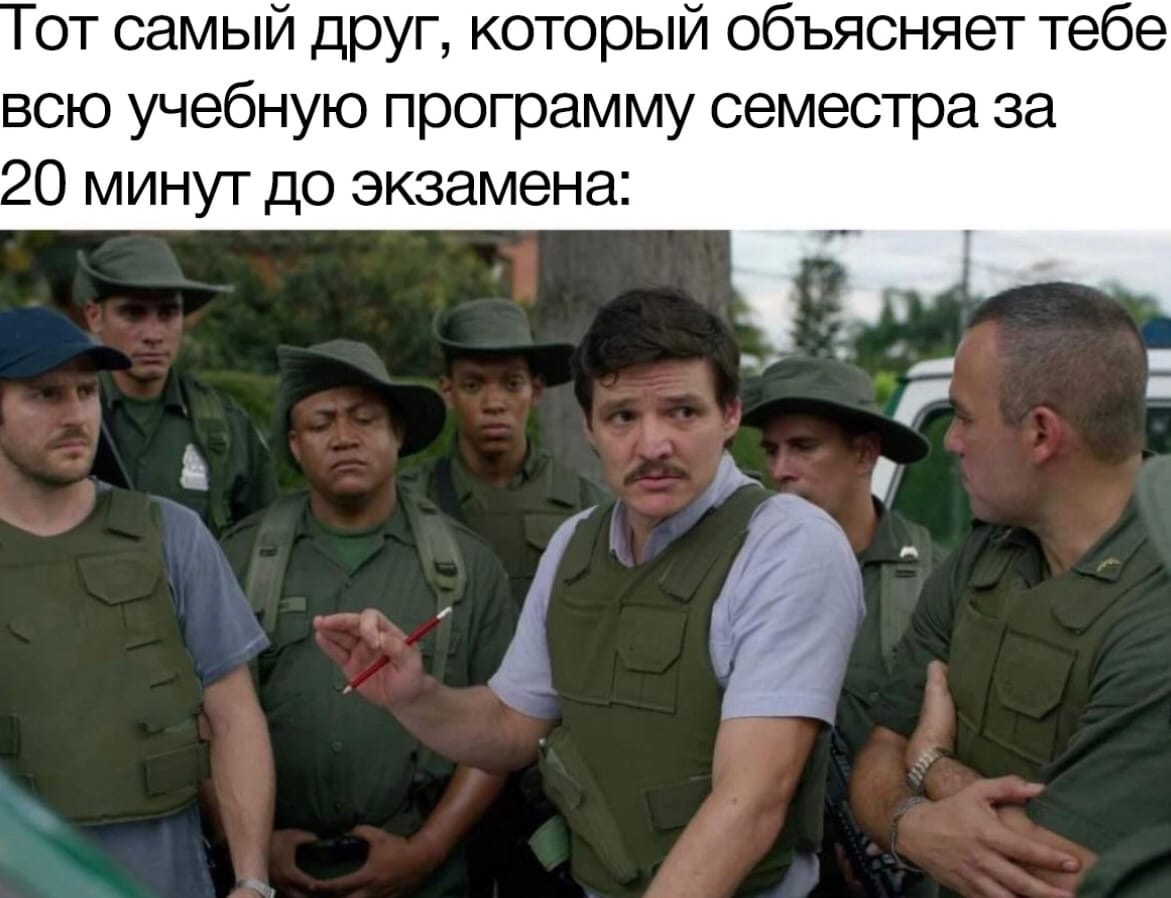 Тот самый друг, который объясняет тебе
всю учебную программу семестра за
20 минут до экзамена: